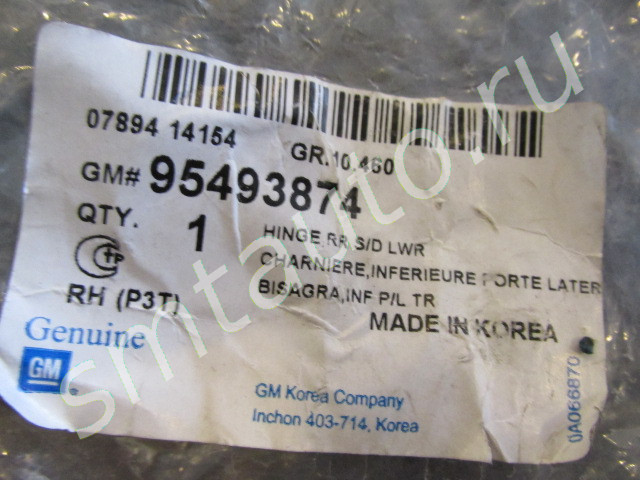 07894 14154
GR.10.460
GM# 95493874
QTY. 1
HINGE,RR S/D LWR
CHARNIERE,INFERIEURE PORTE LATER
BISAGRA,INF P/L TR
RH (P3T)
MADE IN KOREA
Genuine
GM
GM Korea Company
Inchon 403-714, Korea
0A066870
smtauto.ru